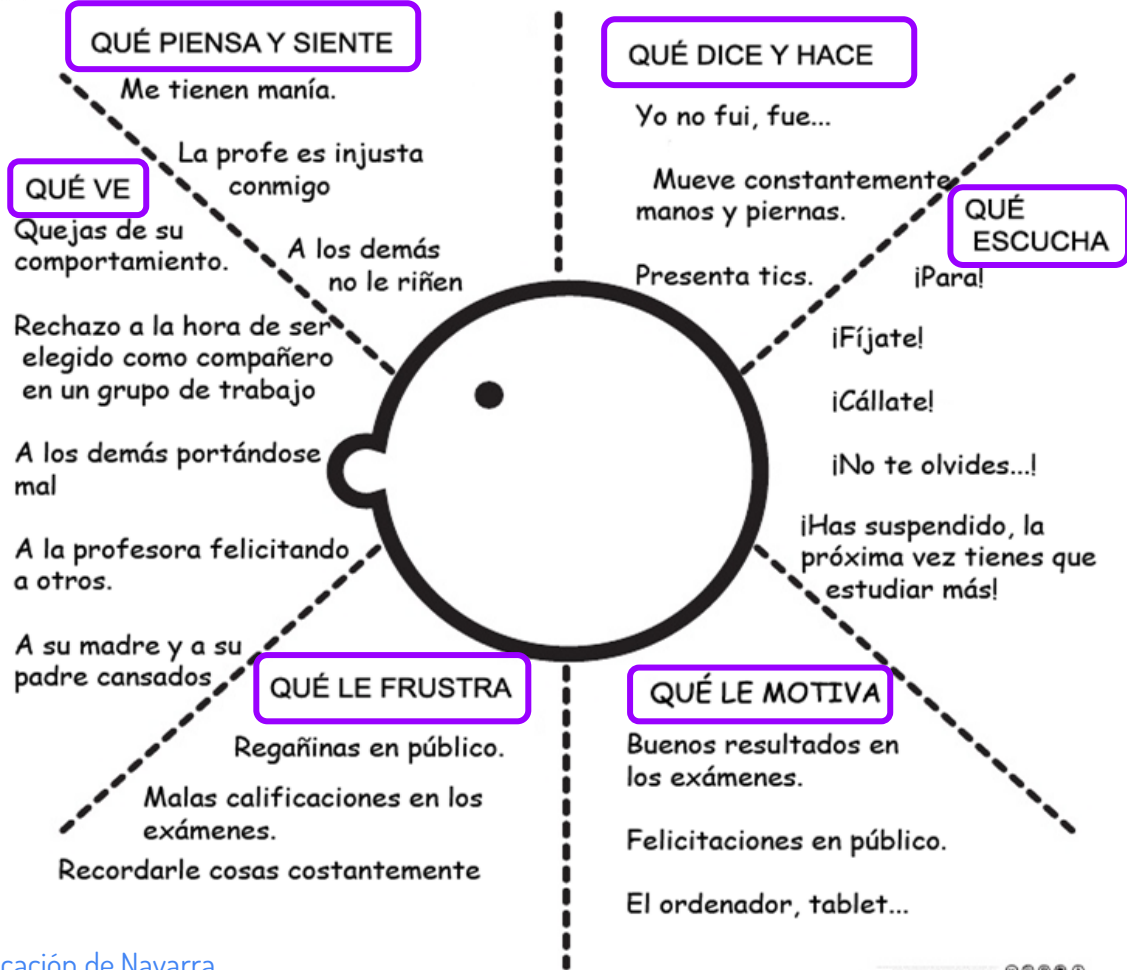 QUÉ PIENSA Y SIENTE
Me tienen manía.
La profe es injusta
conmigo
A los demás
no le riñen
QUÉ DICE Y HACE
Yo no fui, fue...
Mueve constantemente
manos y piernas.
Presenta tics.
QUÉ VE
Quejas de su
comportamiento.
Rechazo a la hora de ser
elegido como compañero
en un grupo de trabajo
A los demás portándose
mal
A la profesora felicitando
a otros.
A su madre y a su
padre cansados
QUÉ
ESCUCHA
¡Para!
¡Fíjate!
¡Cállate!
¡No te olvides...!
¡Has suspendido, la
próxima vez tienes que
estudiar más!
QUÉ LE FRUSTRA
Regañinas en público.
Malas calificaciones en los
exámenes.
Recordarle cosas costantemente
QUÉ LE MOTIVA
Buenos resultados en
los exámenes.
Felicitaciones en público.
El ordenador, tablet...
de Navarra